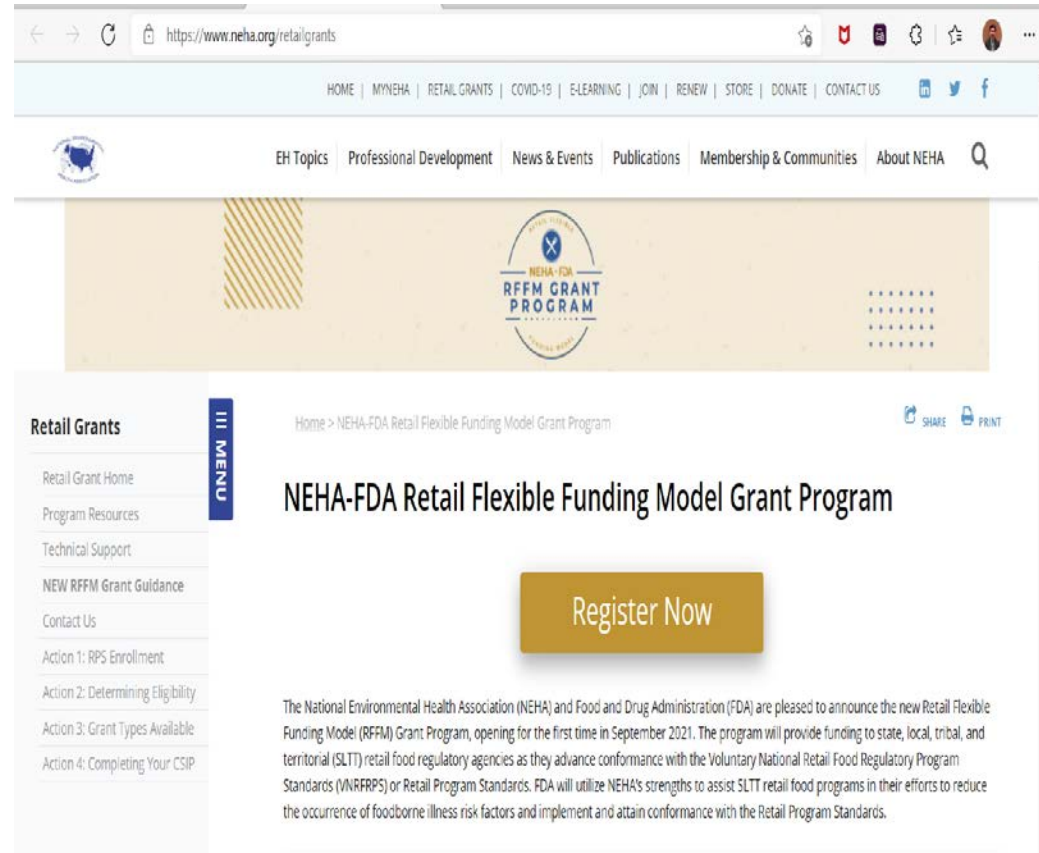 https://www.neha.org/retailgrants
HOME | MYNEHA | RETAIL GRANTS | COVID-19 | E-LEARNING | JOIN | RENEW | STORE | DONATE | CONTACT US
EH Topics | Professional Development | News & Events | Publications | Membership & Communities | About NEHA
RETAIL FLEXIBLE
NEHA-FDA
RFFM GRANT
PROGRAM
FUNDING MODEL
Retail Grants
Retail Grant Home
Program Resources
Technical Support
NEW RFFM Grant Guidance
Contact Us
Action 1: RPS Enrollment
Action 2: Determining Eligibility
Action 3: Grant Types Available
Action 4: Completing Your CSIP
MENU
Home > NEHA-FDA Retail Flexible Funding Model Grant Program
SHARE PRINT
NEHA-FDA Retail Flexible Funding Model Grant Program
Register Now
The National Environmental Health Association (NEHA) and Food and Drug Administration (FDA) are pleased to announce the new Retail Flexible
Funding Model (RFFM) Grant Program, opening for the first time in September 2021. The program will provide funding to state, local, tribal, and
territorial (SLTT) retail food regulatory agencies as they advance conformance with the Voluntary National Retail Food Regulatory Program
Standards (VNRFRPS) or Retail Program Standards. FDA will utilize NEHA's strengths to assist SLTT retail food programs in their efforts to reduce
the occurrence of foodborne illness risk factors and implement and attain conformance with the Retail Program Standards.